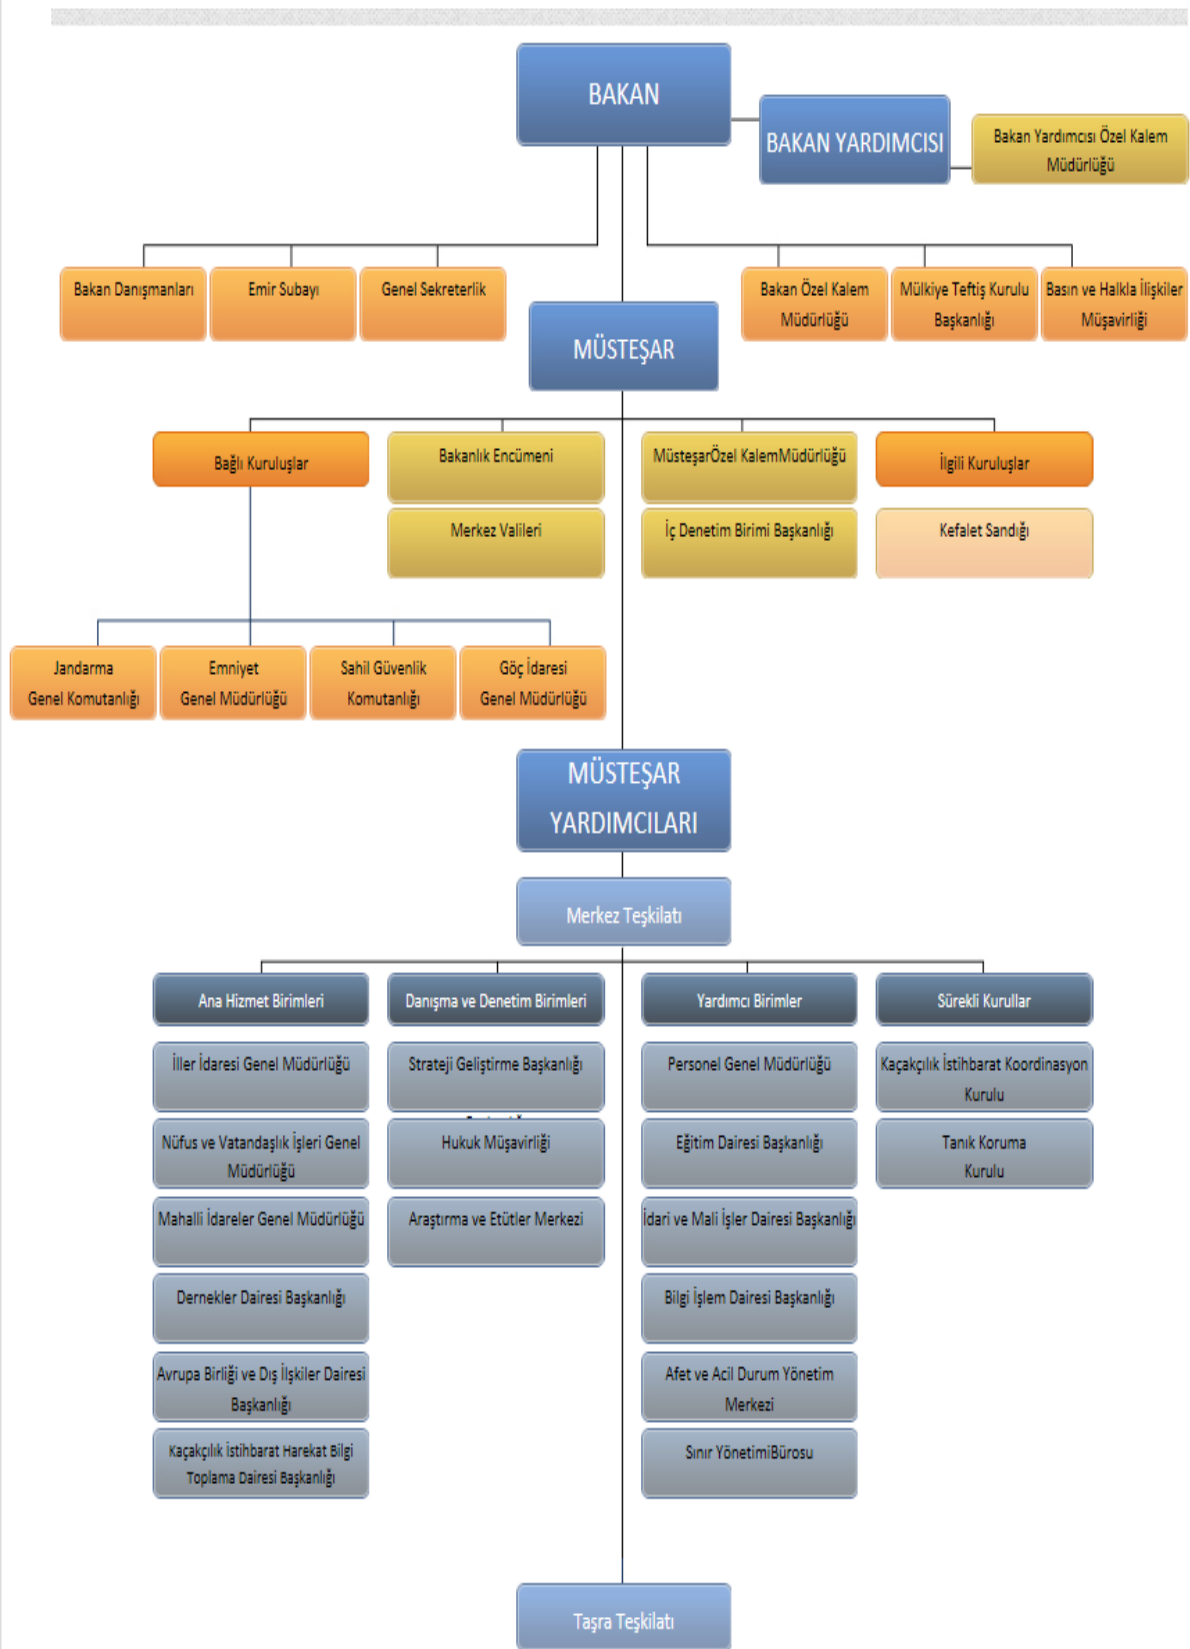 BAKAN
BAKAN YARDIMCISI
Bakan Yardımcısı Özel Kalem
Müdürlüğü
Bakan Danışmanları
Emir Subayı
Genel Sekreterlik
Bakan Özel Kalem
Müdürlüğü
Mülkiye Teftiş Kurulu
Başkanlığı
Basın ve Halkla İlişkiler
Müşavirliği
MÜSTEŞAR
Bağlı Kuruluşlar
Bakanlık Encümeni
MüsteşarÖzel KalemMüdürlüğü
İlgili Kuruluşlar
Merkez Valileri
İç Denetim Birimi Başkanlığı
Kefalet Sandığı
Jandarma
Genel Komutanlığı
Emniyet
Genel Müdürlüğü
Sahil Güvenlik
Komutanlığı
Göç İdaresi
Genel Müdürlüğü
MÜSTEŞAR
YARDIMCILARI
Merkez Teşkilatı
Ana Hizmet Birimleri
Danışma ve Denetim Birimleri
Yardımcı Birimler
Sürekli Kurullar
İller İdaresi Genel Müdürlüğü
Strateji Geliştirme Başkanlığı
Personel Genel Müdürlüğü
Kaçakçılık İstihbarat Koordinasyon
Kurulu
Nüfus ve Vatandaşlık İşleri Genel
Müdürlüğü
Hukuk Müşavirliği
Eğitim Dairesi Başkanlığı
Tanık Koruma
Kurulu
Mahalli İdareler Genel Müdürlüğü
Araştırma ve Etütler Merkezi
İdari ve Mali İşler Dairesi Başkanlığı
Dernekler Dairesi Başkanlığı
Bilgi İşlem Dairesi Başkanlığı
Avrupa Birliği ve Dış İlşkiler Dairesi
Başkanlığı
Afet ve Acil Durum Yönetim
Merkezi
Kaçakçılık İstihbarat Harekat Bilgi
Toplama Dairesi Başkanlığı
Sınır YönetimiBürosu
Taşra Teşkilatı